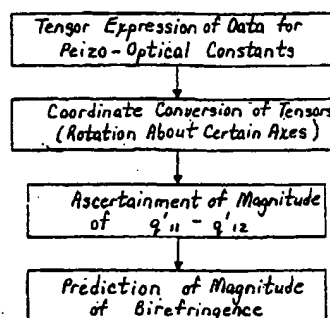 Tensor Expression of Data for
Peizo-Optical Constants
Coordinate Conversion of Tensors
(Rotation About Certain Axes)
Ascertainment of Magnitude
of q'₁₁ - q'₁₂
Prediction of Magnitude
of Birefringence